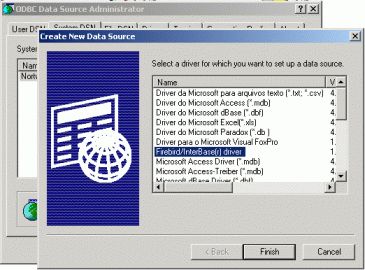 ODBC Data Source Administrator
User DSN System DSN File DSN
System
Nam
Nortw
Create New Data Source
Select a driver for which you want to set up a data source.
Name V
Driver da Microsoft para arquivos texto (*.txt; *.csv) 4.
Driver do Microsoft Access (*.mdb) 4.
Driver do Microsoft dBase (*.dbf) 4.
Driver do Microsoft Excel(*.xls) 4.
Driver do Microsoft Paradox (*.db ) 4.
Driver para o Microsoft Visual FoxPro 1.
Firebird/InterBase(r) driver 1.
Microsoft Access Driver (*.mdb) 4.
Microsoft Access-Treiber (*.mdb) 4.
Microsoft dBase Driver (*.dbf) 4.
< Back Finish Cancel